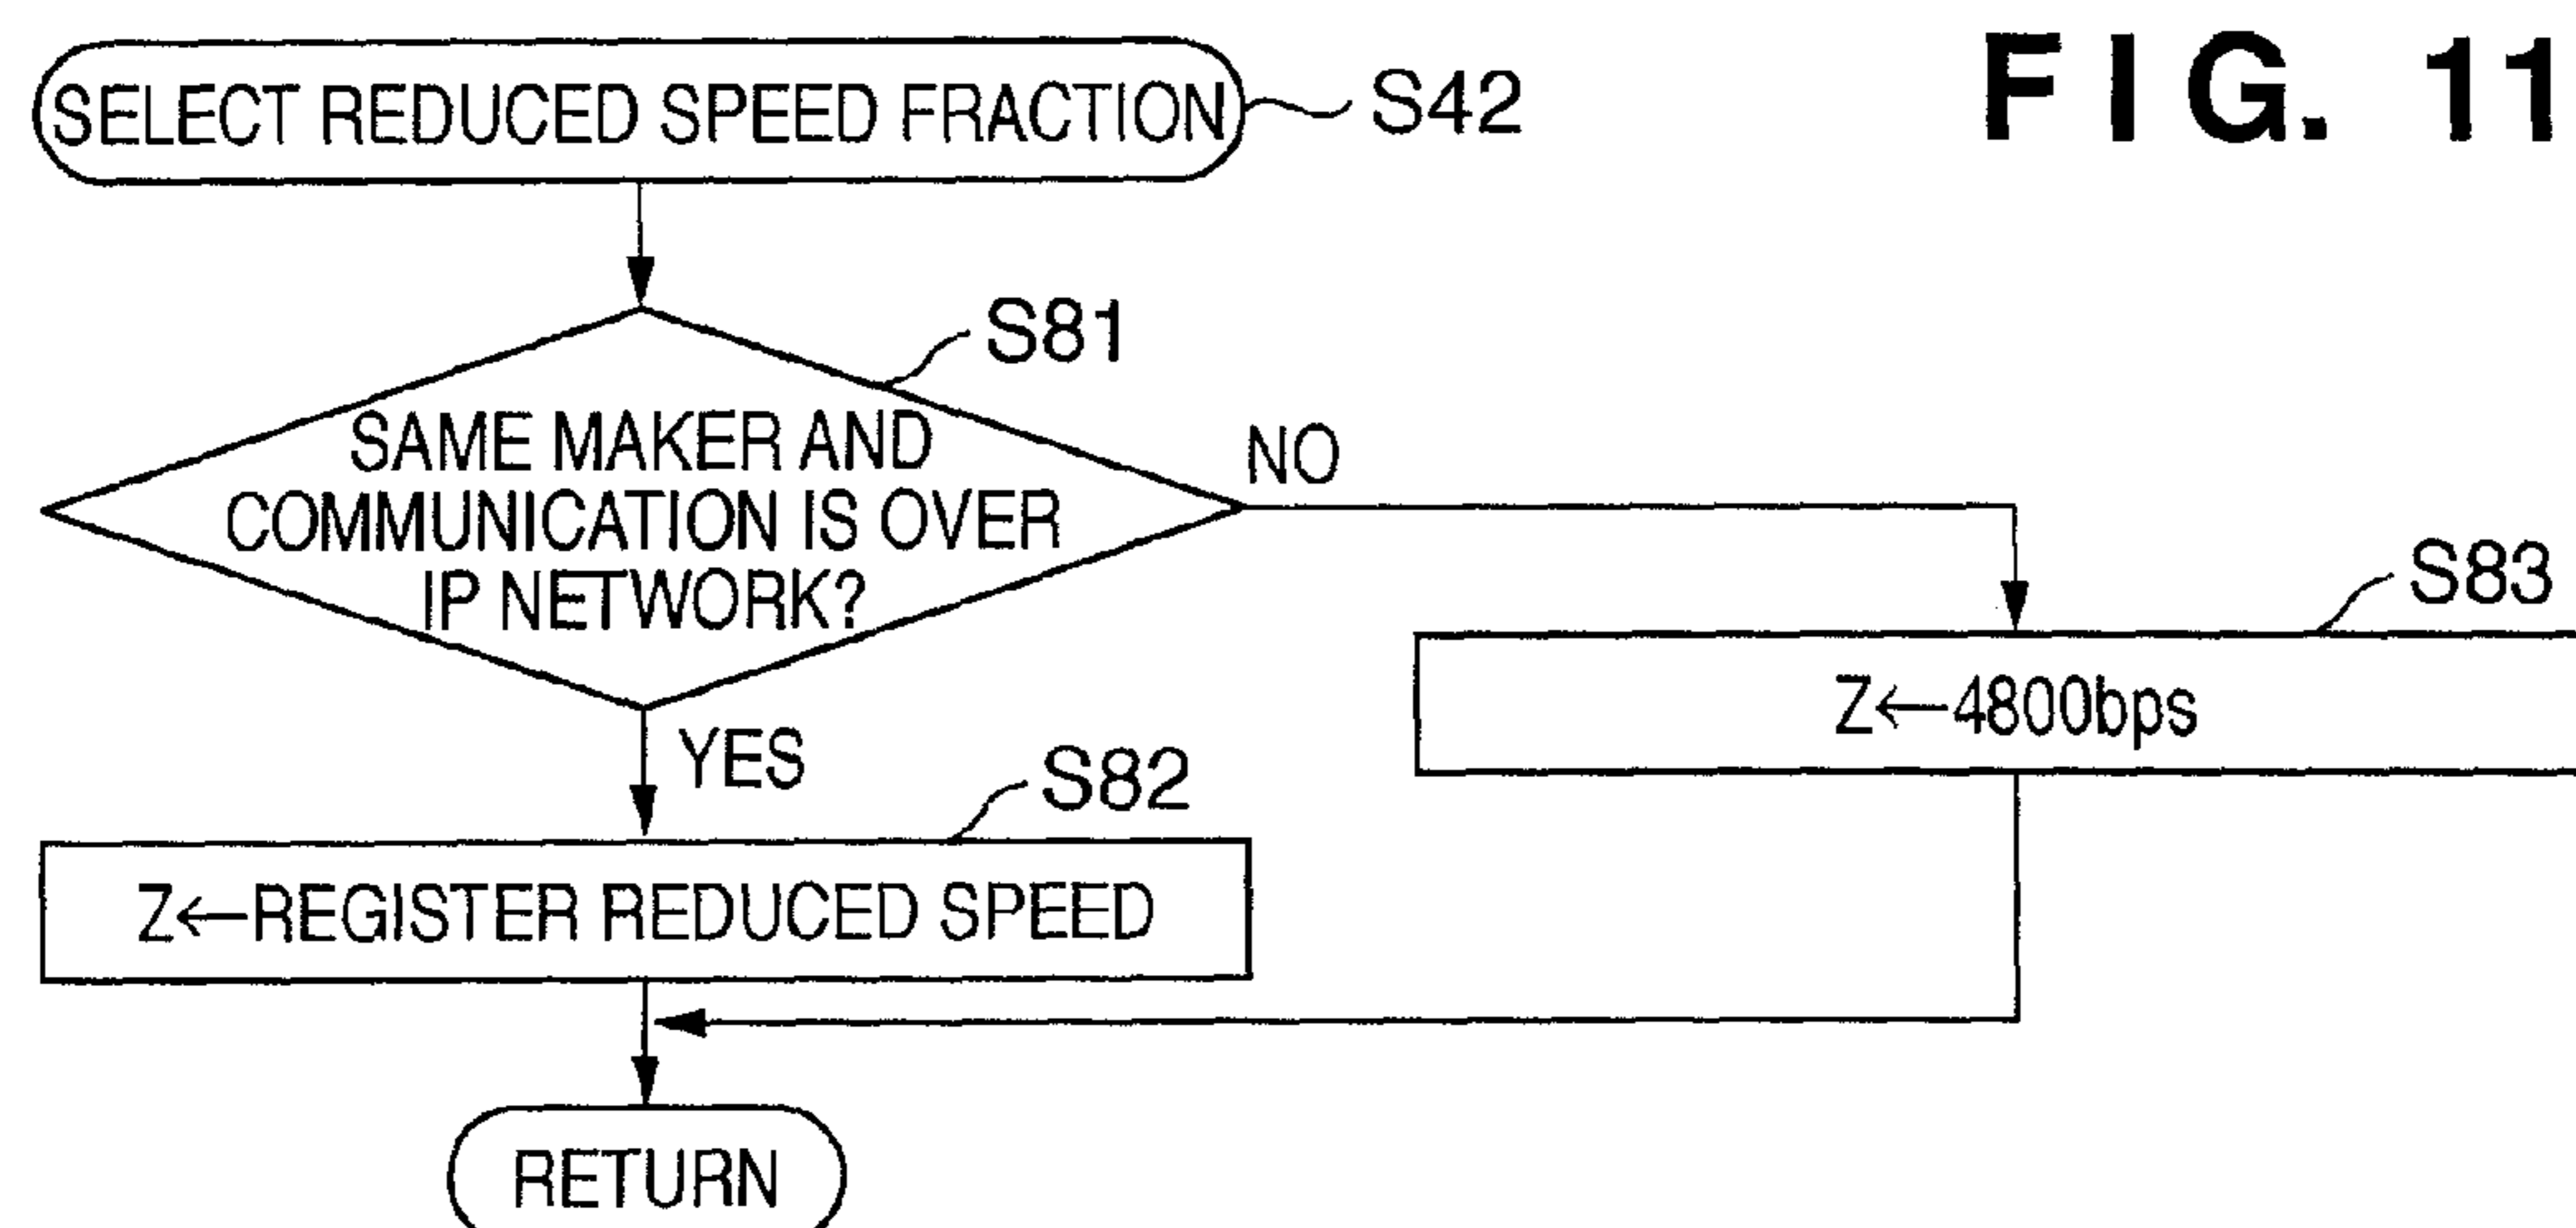 FIG. 11
SELECT REDUCED SPEED FRACTION
S42
S81
SAME MAKER AND
COMMUNICATION IS OVER
IP NETWORK?
NO
S83
Z←4800bps
YES
S82
Z←REGISTER REDUCED SPEED
RETURN